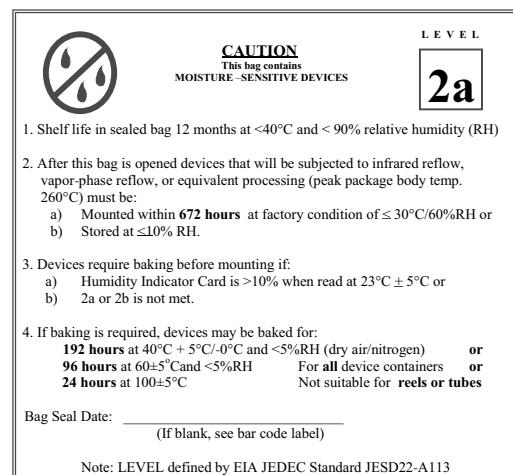 L E V E L
CAUTION
This bag contains
MOISTURE –SENSITIVE DEVICES
2a
1. Shelf life in sealed bag 12 months at <40°C and < 90% relative humidity (RH)
2. After this bag is opened devices that will be subjected to infrared reflow,
vapor-phase reflow, or equivalent processing (peak package body temp.
260°C) must be:
a) Mounted within 672 hours at factory condition of ≤ 30°C/60%RH or
b) Stored at ≤10% RH.
3. Devices require baking before mounting if:
a) Humidity Indicator Card is >10% when read at 23°C ± 5°C or
b) 2a or 2b is not met.
4. If baking is required, devices may be baked for:
192 hours at 40°C + 5°C/-0°C and <5%RH (dry air/nitrogen) or
96 hours at 60±5°Cand <5%RH For all device containers or
24 hours at 100±5°C Not suitable for reels or tubes
Bag Seal Date: ________________________________
(If blank, see bar code label)
Note: LEVEL defined by EIA JEDEC Standard JESD22-A113